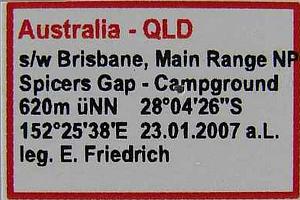 Australia - QLD
s/w Brisbane, Main Range NP
Spicers Gap - Campground
620m üNN 28°04'26"S
152°25'38'E 23.01.2007 a.L.
leg. E. Friedrich